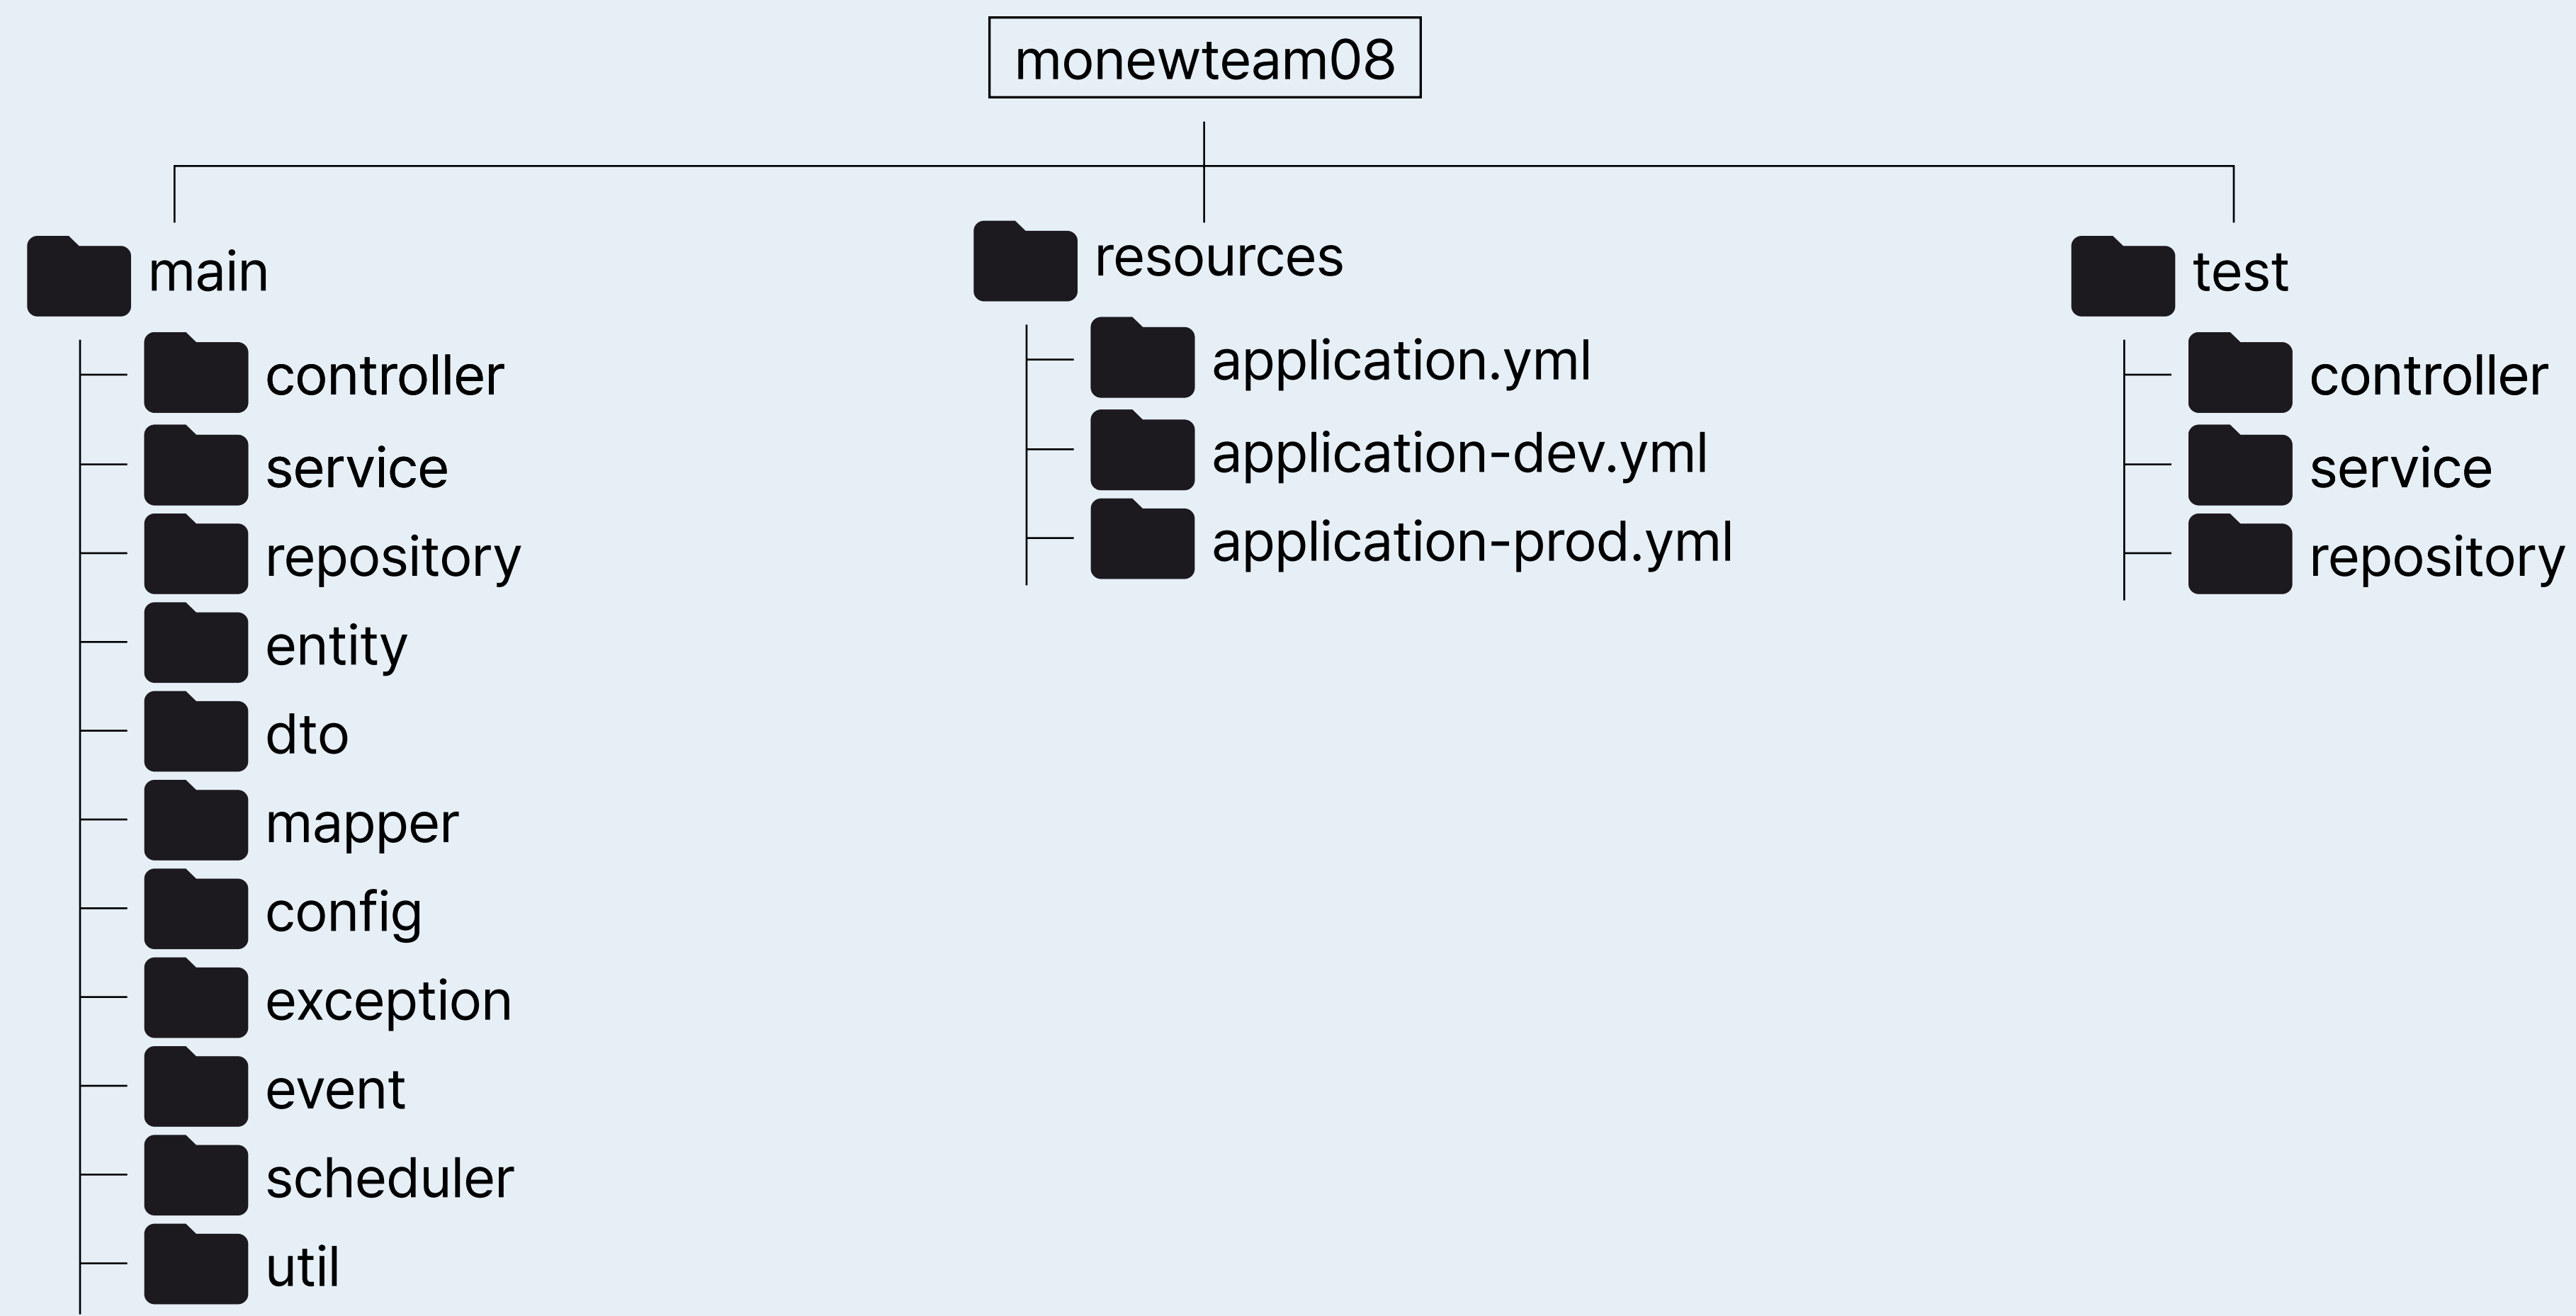 monewteam08
main
controller
service
repository
entity
dto
mapper
config
exception
event
scheduler
util
resources
application.yml
application-dev.yml
application-prod.yml
test
controller
service
repository